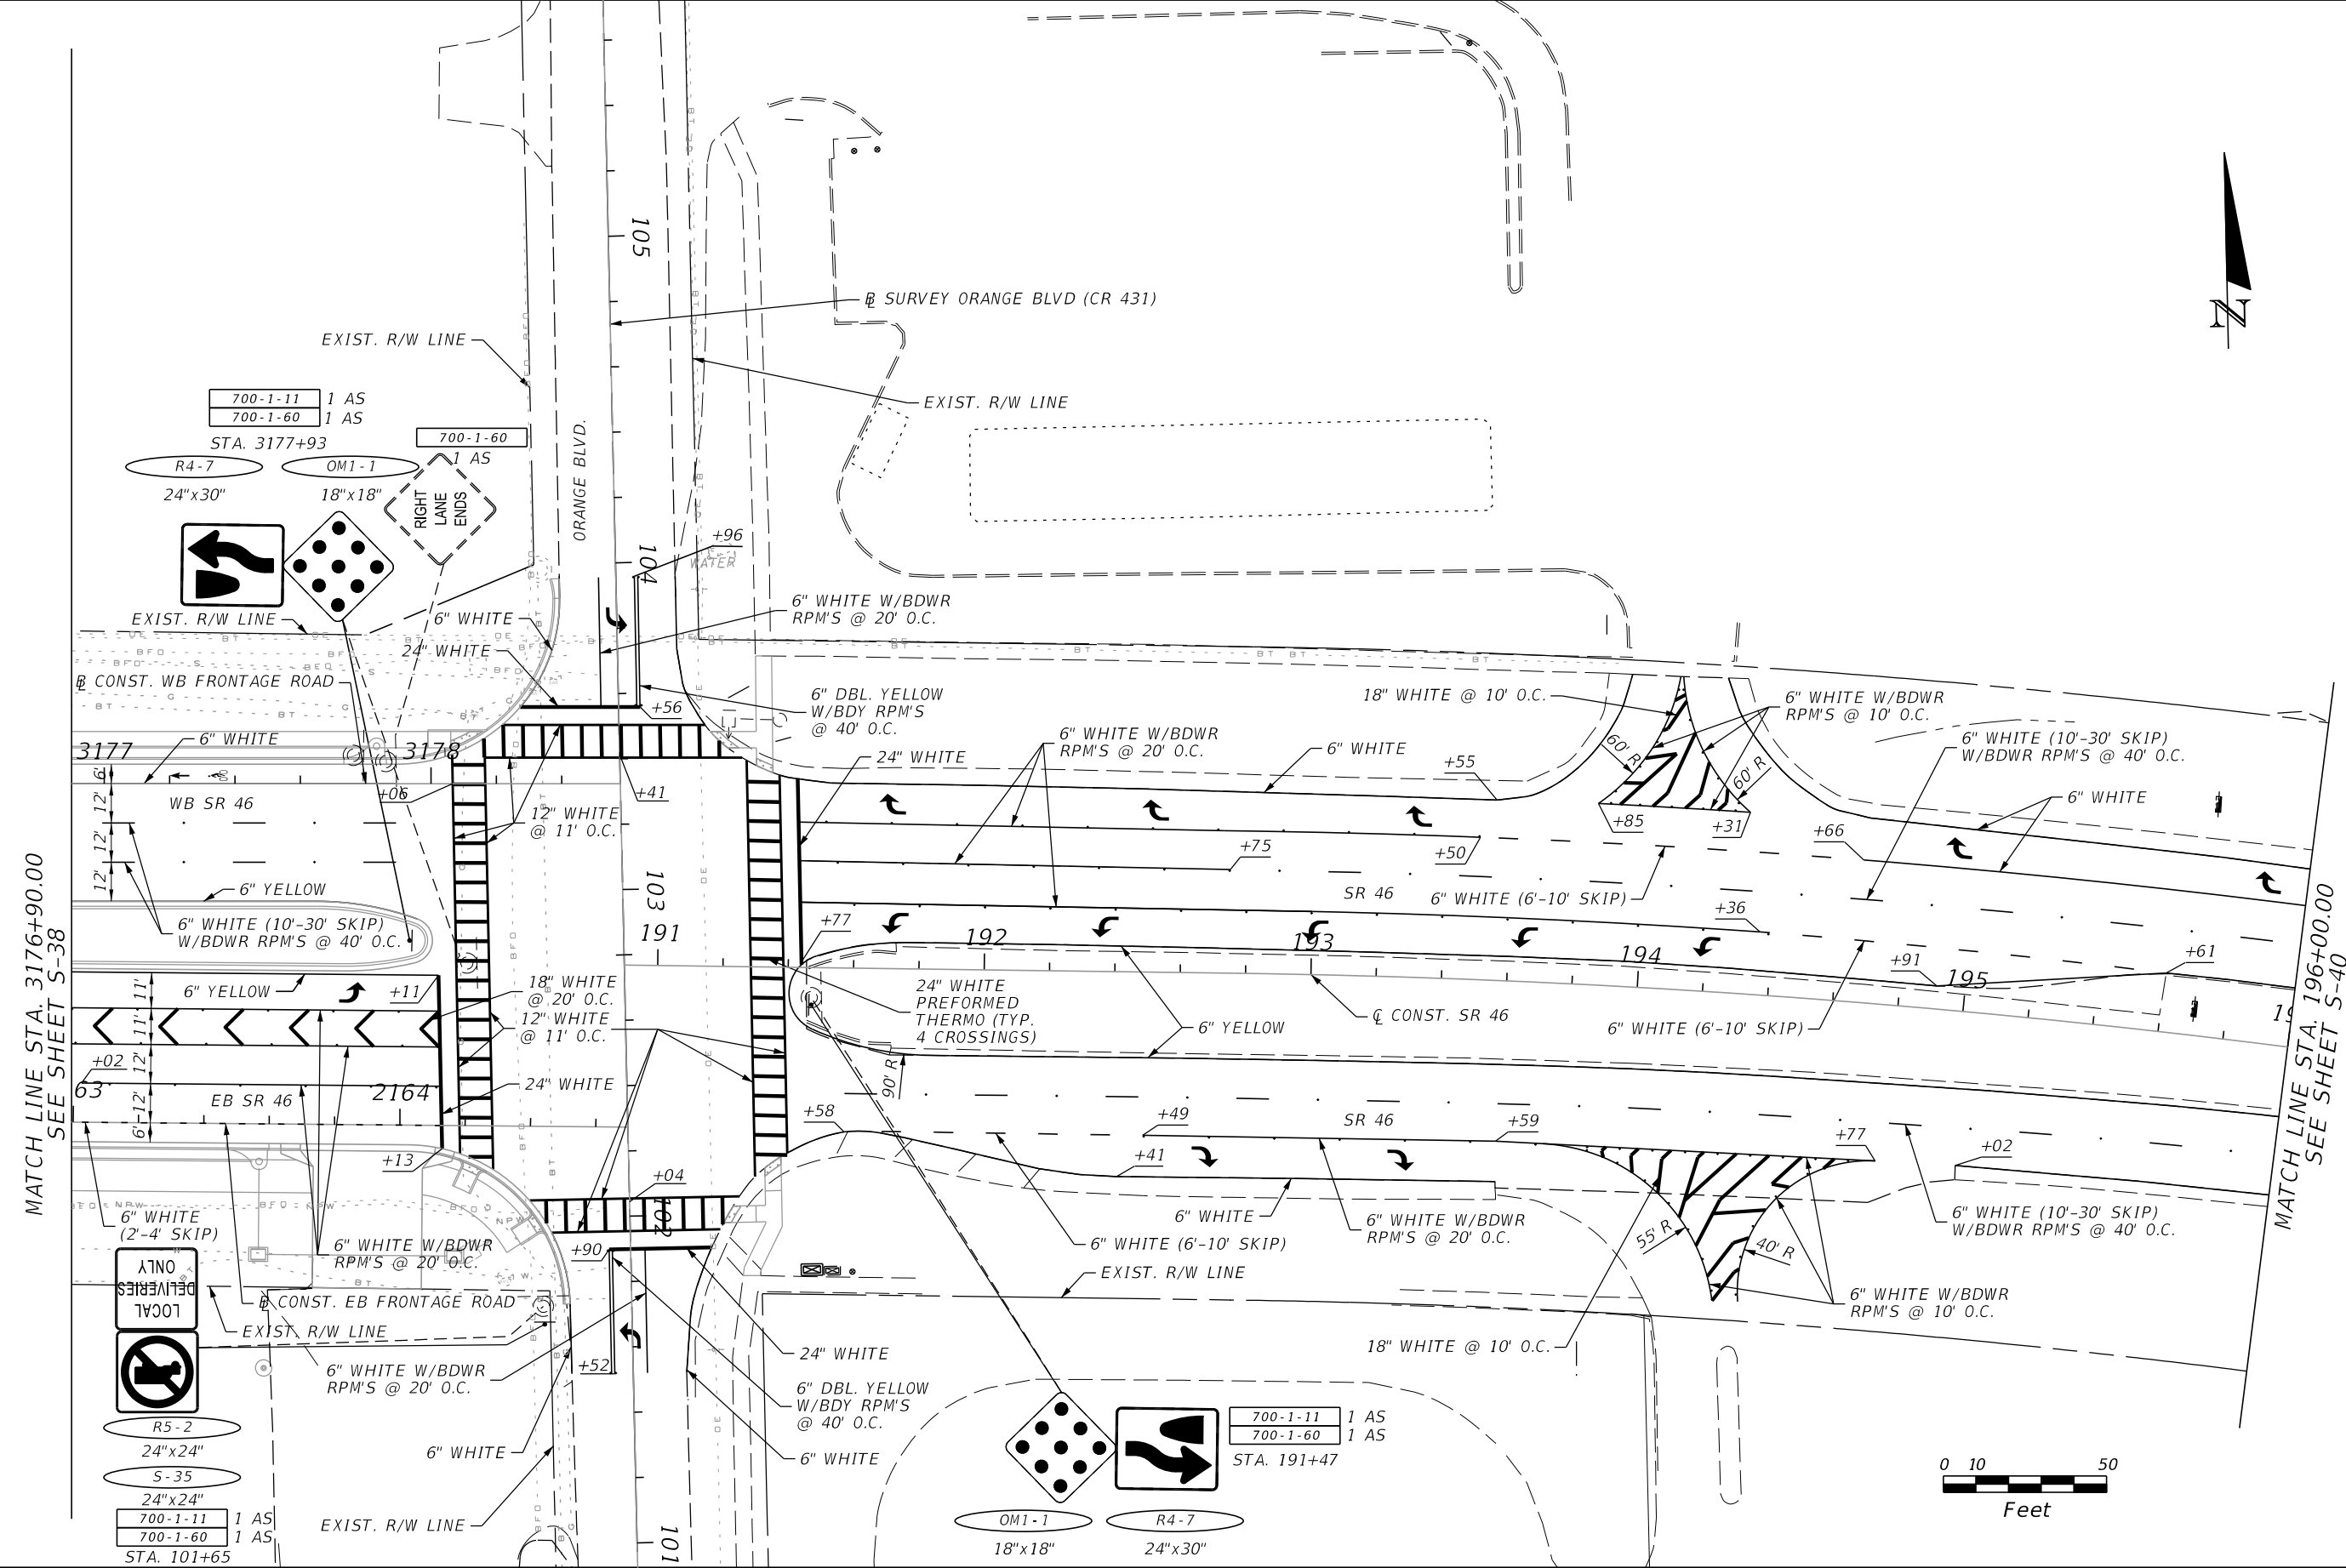 105
℄ SURVEY ORANGE BLVD (CR 431)
EXIST. R/W LINE
EXIST. R/W LINE
700-1-11 1 AS
700-1-60 1 AS
STA. 3177+93
R4-7
24"x30"
OM1-1
18"x18"
700-1-60
1 AS
RIGHT
LANE
ENDS
ORANGE BLVD.
104
+96
WATER
N
EXIST. R/W LINE
6" WHITE
24" WHITE
6" WHITE W/BDWR
RPM'S @ 20' O.C.
℄ CONST. WB FRONTAGE ROAD
+56
6" DBL. YELLOW
W/BDY RPM'S
@ 40' O.C.
24" WHITE
6" WHITE W/BDWR
RPM'S @ 20' O.C.
6" WHITE
+55
18" WHITE @ 10' O.C.
6" WHITE W/BDWR
RPM'S @ 10' O.C.
60' R
60' R
+85
+31
6" WHITE (10'-30' SKIP)
W/BDWR RPM'S @ 40' O.C.
6" WHITE
+66
3177
6" WHITE
3178
6'
12'
12'
12'
WB SR 46
+06
+41
12" WHITE
@ 11' O.C.
+75
+50
SR 46
6" WHITE (6'-10' SKIP)
+36
6" YELLOW
6" WHITE (10'-30' SKIP)
W/BDWR RPM'S @ 40' O.C.
103
191
+77
192
193
194
+91
195
+61
MATCH LINE STA. 3176+90.00
SEE SHEET S-38
6" YELLOW
+11
11'
11'
12'
12'
6'
18" WHITE
@ 20' O.C.
12" WHITE
@ 11' O.C.
24" WHITE
PREFORMED
THERMO (TYP.
4 CROSSINGS)
6" YELLOW
℄ CONST. SR 46
6" WHITE (6'-10' SKIP)
MATCH LINE STA. 196+00.00
SEE SHEET S-40
+02
63
EB SR 46
2164
24" WHITE
90' R
+58
+49
SR 46
+59
+77
+02
+13
+41
+04
102
6" WHITE
(2'-4' SKIP)
6" WHITE W/BDWR
RPM'S @ 20' O.C.
+90
6" WHITE
6" WHITE (6'-10' SKIP)
6" WHITE W/BDWR
RPM'S @ 20' O.C.
55' R
40' R
6" WHITE (10'-30' SKIP)
W/BDWR RPM'S @ 40' O.C.
EXIST. R/W LINE
LOCAL
DELIVERIES
ONLY
℄ CONST. EB FRONTAGE ROAD
EXIST. R/W LINE
6" WHITE W/BDWR
RPM'S @ 10' O.C.
18" WHITE @ 10' O.C.
6" WHITE W/BDWR
RPM'S @ 20' O.C.
+52
24" WHITE
6" DBL. YELLOW
W/BDY RPM'S
@ 40' O.C.
R5-2
24"x24"
S-35
24"x24"
700-1-11 1 AS
700-1-60 1 AS
STA. 101+65
6" WHITE
6" WHITE
EXIST. R/W LINE
101
700-1-11 1 AS
700-1-60 1 AS
STA. 191+47
OM1-1
18"x18"
R4-7
24"x30"
0 10 50
Feet